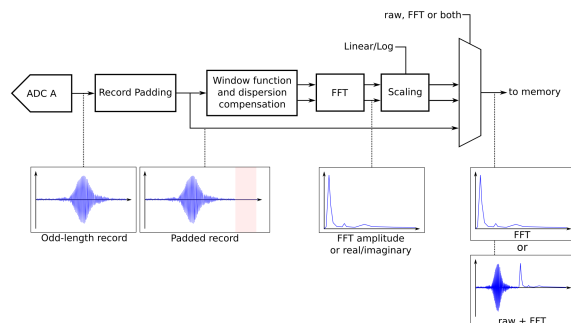 raw, FFT or both
Linear/Log
ADC A
Record Padding
Window function
and dispersion
compensation
FFT
Scaling
to memory
Odd-length record
Padded record
FFT amplitude
or real/imaginary
FFT
or
raw + FFT